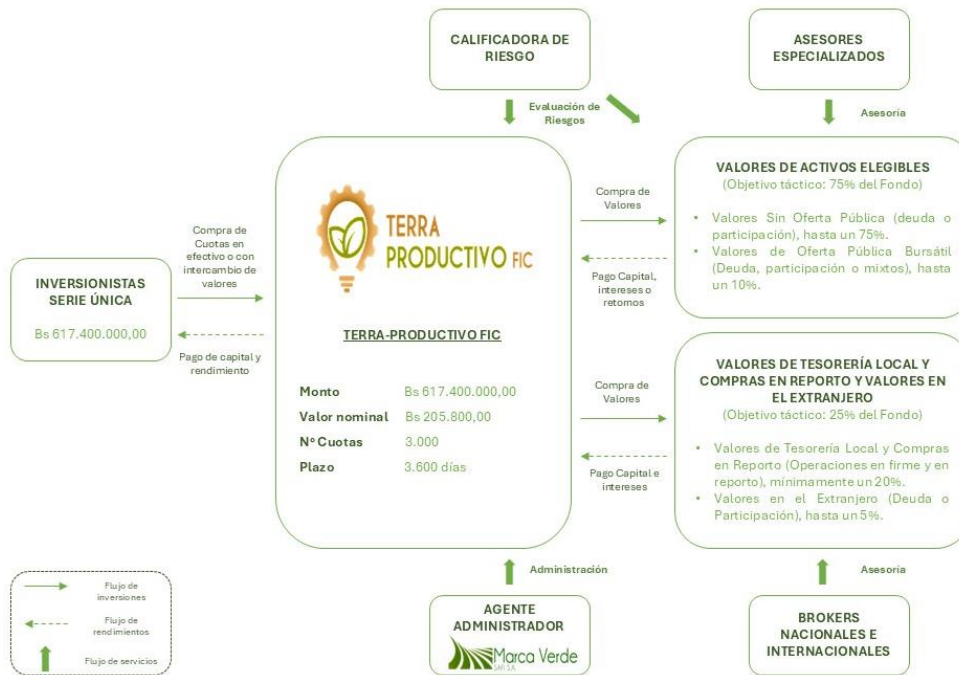 CALIFICADORA DE
RIESGO
ASESORES
ESPECIALIZADOS
Evaluación de
Riesgos
Asesoría
INVERSIONISTAS
SERIE ÚNICA
Bs 617.400.000,00
Compra de
Cuotas en
efectivo o con
intercambio de
valores
Pago de capital y
rendimiento
TERRA
PRODUCTIVO FIC
TERRA-PRODUCTIVO FIC
Monto Bs 617.400.000,00
Valor nominal Bs 205.800,00
Nº Cuotas 3.000
Plazo 3.600 días
Compra de
Valores
Pago Capital,
intereses o
retornos
VALORES DE ACTIVOS ELEGIBLES
(Objetivo táctico: 75% del Fondo)
• Valores Sin Oferta Pública (deuda o
participación), hasta un 75%.
• Valores de Oferta Pública Bursátil
(Deuda, participación o mixtos), hasta
un 10%.
Compra de
Valores
Pago Capital e
intereses
VALORES DE TESORERÍA LOCAL Y
COMPRAS EN REPORTO Y VALORES EN
EL EXTRANJERO
(Objetivo táctico: 25% del Fondo)
• Valores de Tesorería Local y Compras
en Reporto (Operaciones en firme y en
reporto), mínimamente un 20%.
• Valores en el Extranjero (Deuda o
Participación), hasta un 5%.
Administración
Asesoría
AGENTE
ADMINISTRADOR
Marca Verde
SAFI S.A.
BROKERS
NACIONALES E
INTERNACIONALES
Flujo de
inversiones
Flujo de
rendimientos
Flujo de servicios